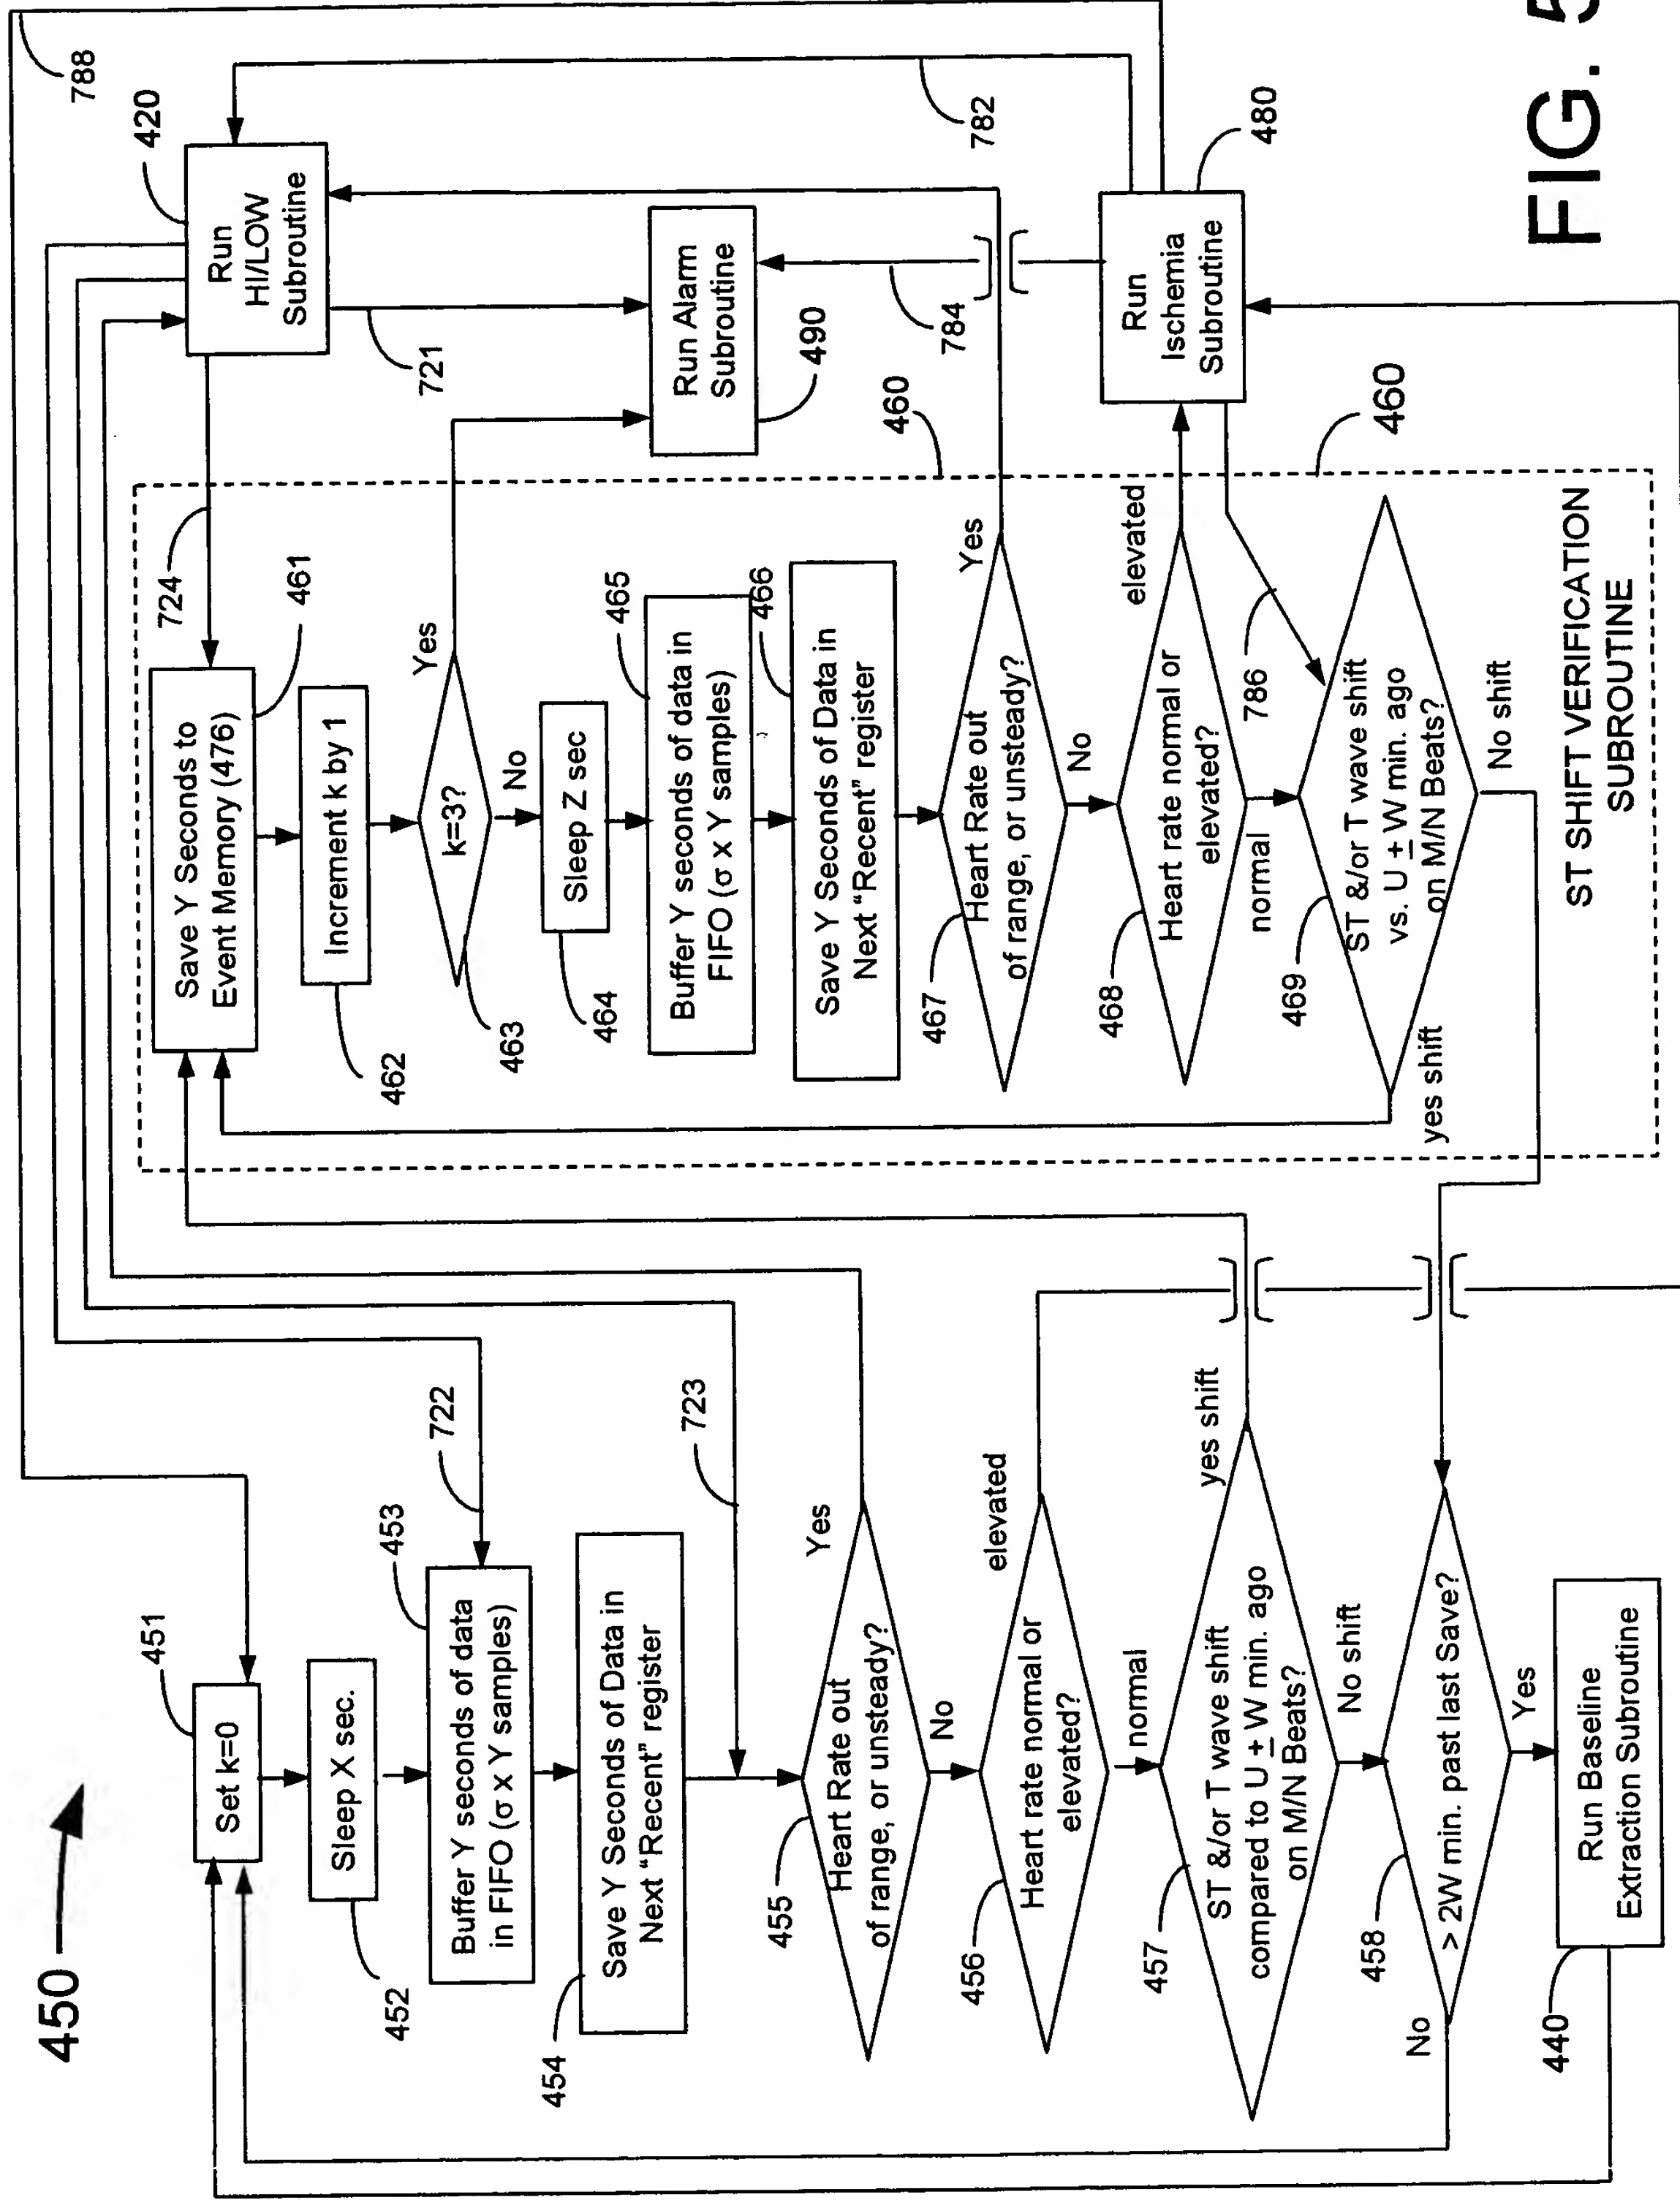 450
451
Set k=0
Sleep X sec.
452
453
Buffer Y seconds of data
in FIFO (σ x Y samples)
722
454
Save Y Seconds of Data in
Next “Recent” register
723
455
Heart Rate out
of range, or unsteady?
Yes
No
456
Heart rate normal or
elevated?
elevated
normal
457
ST &/or T wave shift
compared to U ± W min. ago
on M/N Beats?
yes shift
No shift
458
> 2W min. past last Save?
No
Yes
440
Run Baseline
Extraction Subroutine
724
Save Y Seconds to
Event Memory (476)
461
Increment k by 1
462
k=3?
463
Yes
No
Sleep Z sec
464
465
Buffer Y seconds of data in
FIFO (σ x Y samples)
466
Save Y Seconds of Data in
Next “Recent” register
467
Heart Rate out
of range, or unsteady?
Yes
No
468
Heart rate normal or
elevated?
elevated
normal
786
469
ST &/or T wave shift
vs. U ± W min. ago
on M/N Beats?
yes shift
No shift
ST SHIFT VERIFICATION
SUBROUTINE
460
460
788
420
Run
HI/LOW
Subroutine
721
Run Alarm
Subroutine
490
782
784
Run
Ischemia
Subroutine
480
FIG. 5